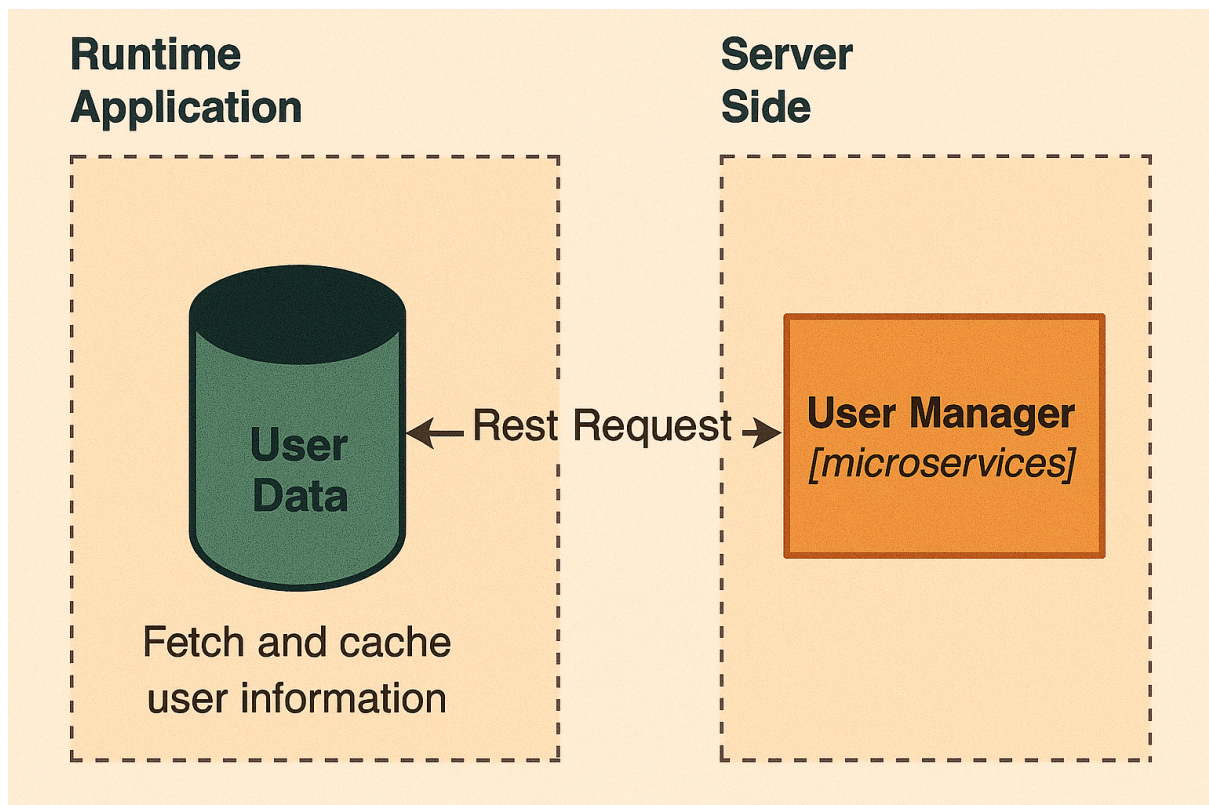 Runtime
Application
Server
Side
User
Data
Rest Request
User Manager
[microservices]
Fetch and cache
user information